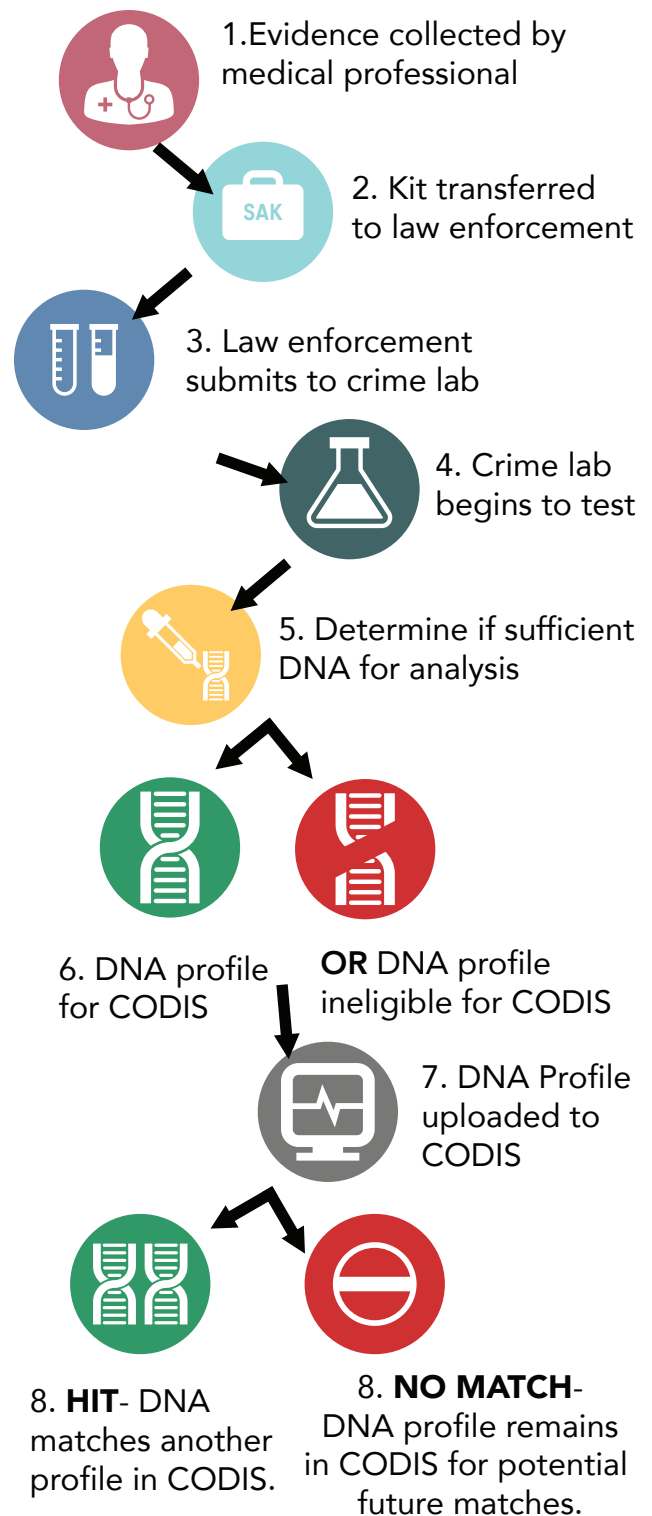 1.Evidence collected by
medical professional
SAK
2. Kit transferred
to law enforcement
3. Law enforcement
submits to crime lab
4. Crime lab
begins to test
5. Determine if sufficient
DNA for analysis
6. DNA profile
for CODIS
OR DNA profile
ineligible for CODIS
7. DNA Profile
uploaded to
CODIS
8. HIT- DNA
matches another
profile in CODIS.
8. NO MATCH-
DNA profile remains
in CODIS for potential
future matches.